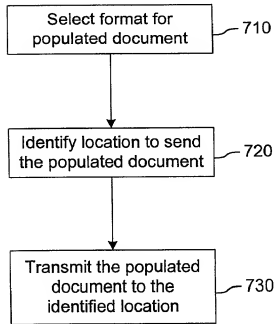 Select format for
populated document
710
Identify location to send
the populated document
720
Transmit the populated
document to the
identified location
730